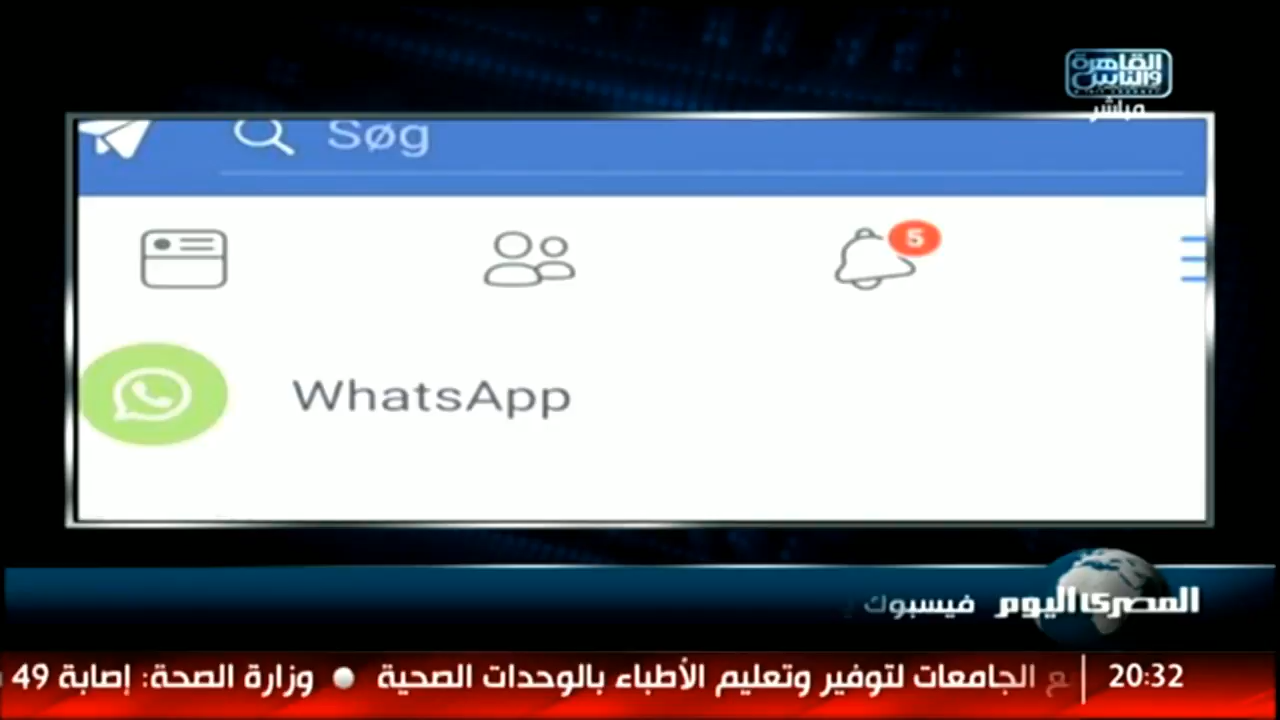 القاهرة
والناس
مباشر
Søg
5
WhatsApp
المصرى اليوم فيسبوك
20:32 الجامعات لتوفير وتعليم الأطباء بالوحدات الصحية ● وزارة الصحة: إصابة 49